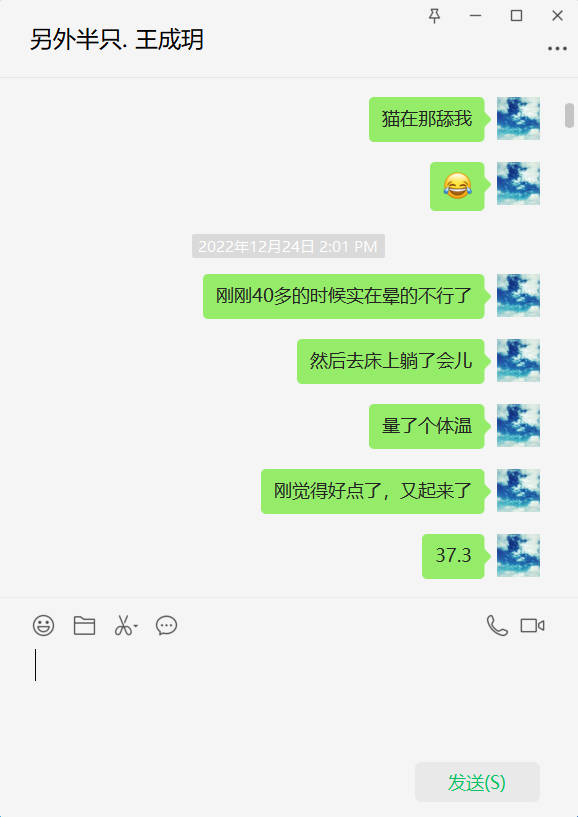 另外半只. 王成玥
猫在那舔我
😂
2022年12月24日 2:01 PM
刚刚40多的时候实在晕的不行了
然后去床上躺了会儿
量了个体温
刚觉得好点了，又起来了
37.3
发送(S)